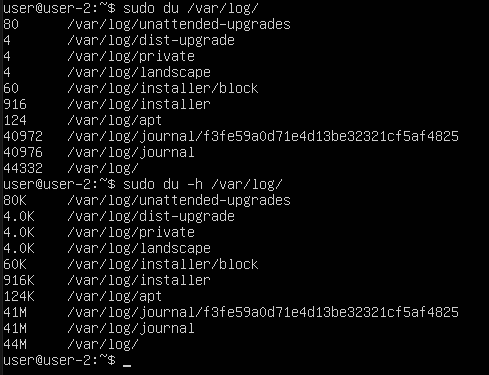 user@user-2:~$ sudo du /var/log/
80 /var/log/unattended-upgrades
4 /var/log/dist-upgrade
4 /var/log/private
4 /var/log/landscape
60 /var/log/installer/block
916 /var/log/installer
124 /var/log/apt
40972 /var/log/journal/f3fe59a0d71e4d13be32321cf5af4825
40976 /var/log/journal
44332 /var/log/
user@user-2:~$ sudo du -h /var/log/
80K /var/log/unattended-upgrades
4.0K /var/log/dist-upgrade
4.0K /var/log/private
4.0K /var/log/landscape
60K /var/log/installer/block
916K /var/log/installer
124K /var/log/apt
41M /var/log/journal/f3fe59a0d71e4d13be32321cf5af4825
41M /var/log/journal
44M /var/log/
user@user-2:~$ _